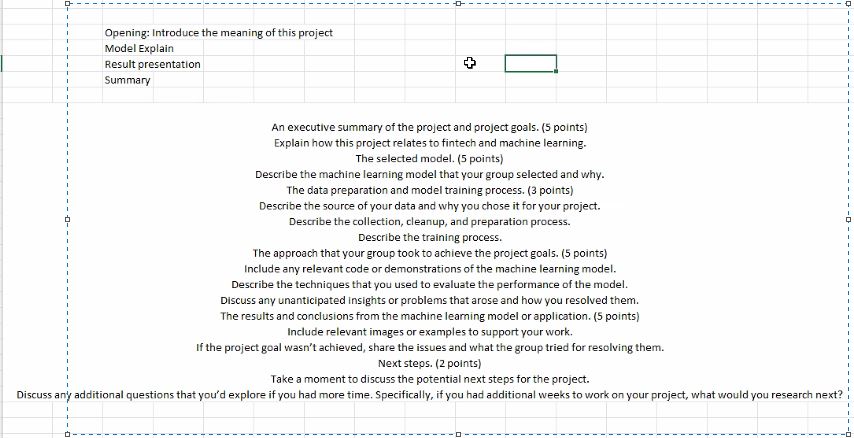 Opening: Introduce the meaning of this project
Model Explain
Result presentation
Summary
An executive summary of the project and project goals. (5 points)
Explain how this project relates to fintech and machine learning.
The selected model. (5 points)
Describe the machine learning model that your group selected and why.
The data preparation and model training process. (3 points)
Describe the source of your data and why you chose it for your project.
Describe the collection, cleanup, and preparation process.
Describe the training process.
The approach that your group took to achieve the project goals. (5 points)
Include any relevant code or demonstrations of the machine learning model.
Describe the techniques that you used to evaluate the performance of the model.
Discuss any unanticipated insights or problems that arose and how you resolved them.
The results and conclusions from the machine learning model or application. (5 points)
Include relevant images or examples to support your work.
If the project goal wasn't achieved, share the issues and what the group tried for resolving them.
Next steps. (2 points)
Take a moment to discuss the potential next steps for the project.
Discuss any additional questions that you'd explore if you had more time. Specifically, if you had additional weeks to work on your project, what would you research next?